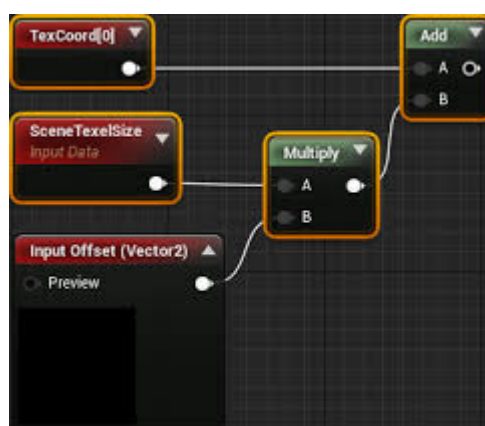 TexCoord[0]
Add
A
B
SceneTexelSize
Input Data
Multiply
A
B
Input Offset (Vector2)
Preview